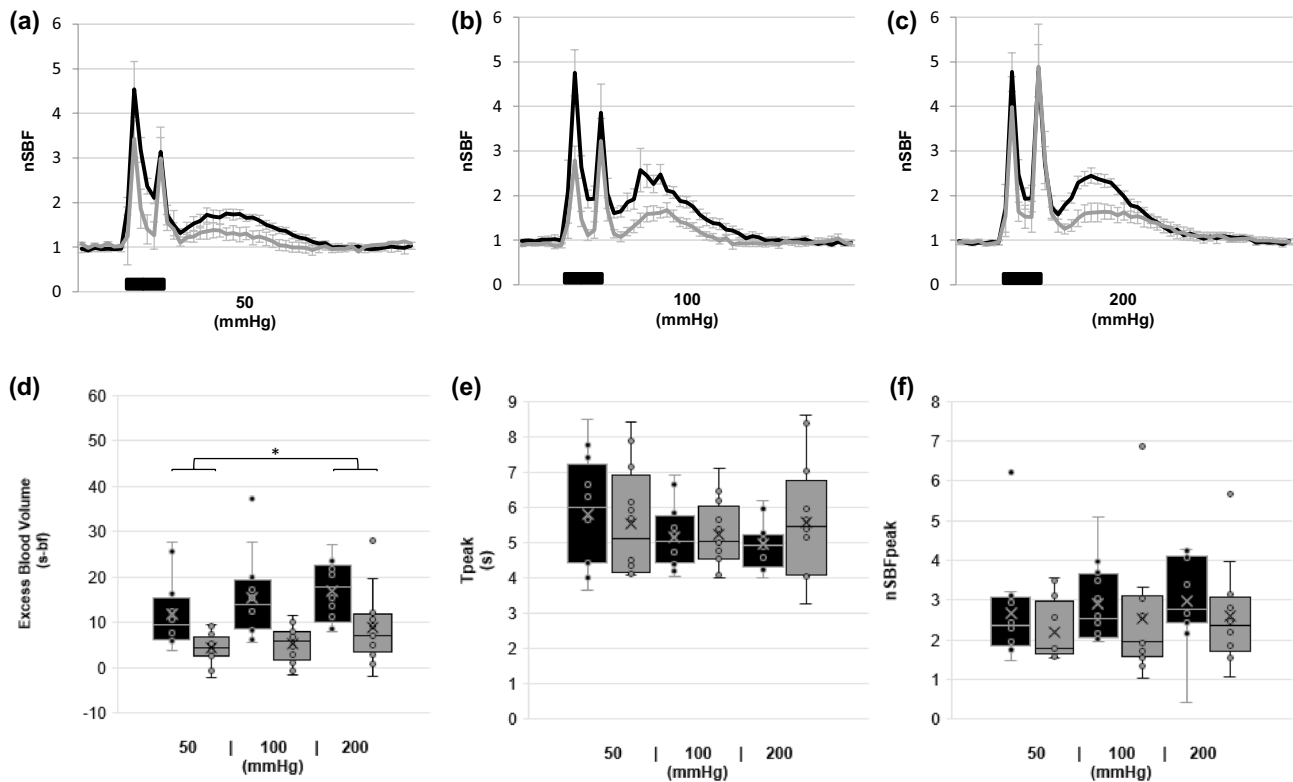 (a)
6
5
4
3
2
1
0
nSBF
50
(mmHg)
(b)
6
5
4
3
2
1
0
nSBF
100
(mmHg)
(c)
6
5
4
3
2
1
0
nSBF
200
(mmHg)
(d)
60
50
40
30
20
10
0
-10
Excess Blood Volume
(s-bf)
*
50 | 100 | 200
(mmHg)
(e)
9
8
7
6
5
4
3
2
1
0
Tpeak
(s)
50 | 100 | 200
(mmHg)
(f)
8
7
6
5
4
3
2
1
0
nSBFpeak
50 | 100 | 200
(mmHg)